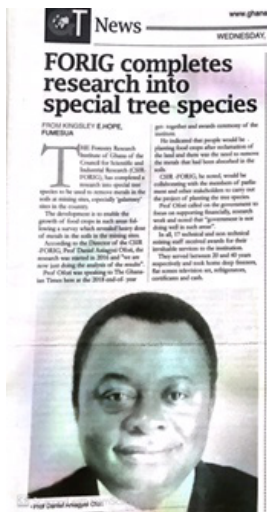 www.ghana
T News
WEDNESDAY,
FORIG completes
research into
special tree species
FROM KINGSLEY E.HOPE,
FUMESUA
THE Forestry Research
Institute of Ghana of the
Council for Scientific and
Industrial Research (CSIR-
FORIG), has completed a
research into special tree
species to be used to remove metals in the
soils at mining sites, especially 'galamsey'
sites in the country.
The development is to enable the
growth of food crops in such areas fol-
lowing a survey which revealed heavy dose
of metals in the soils in the mining sites
According to the Director of the CSIR
-FORIG, Prof Daniel Ofori, the
research was started in 2016 and "we are
now just doing the analysis of the results".
Prof Ofori was speaking to The Ghana-
ian Times here at the 2018 end-of- year
get- together and awards ceremony of the
institute.
He indicated that people would be
planting food crops after reclamation of
the land and there was the need to remove
the metals that had been absorbed in the
soils.
CSIR -FORIG, he noted, would be
collaborating with the members of parlia-
ment and other stakeholders to carry out
the project of planting the tree species.
Prof Ofori called on the government to
focus on supporting financially, research
work and noted that "government is not
doing well in such areas".
In all, 17 technical and non technical
retiring staff received awards for their
invaluable services to the institution.
They served between 20 and 40 years
respectively and took home deep freezers,
flat screen television set, refrigerators,
certificates and cash.
Prof Daniel